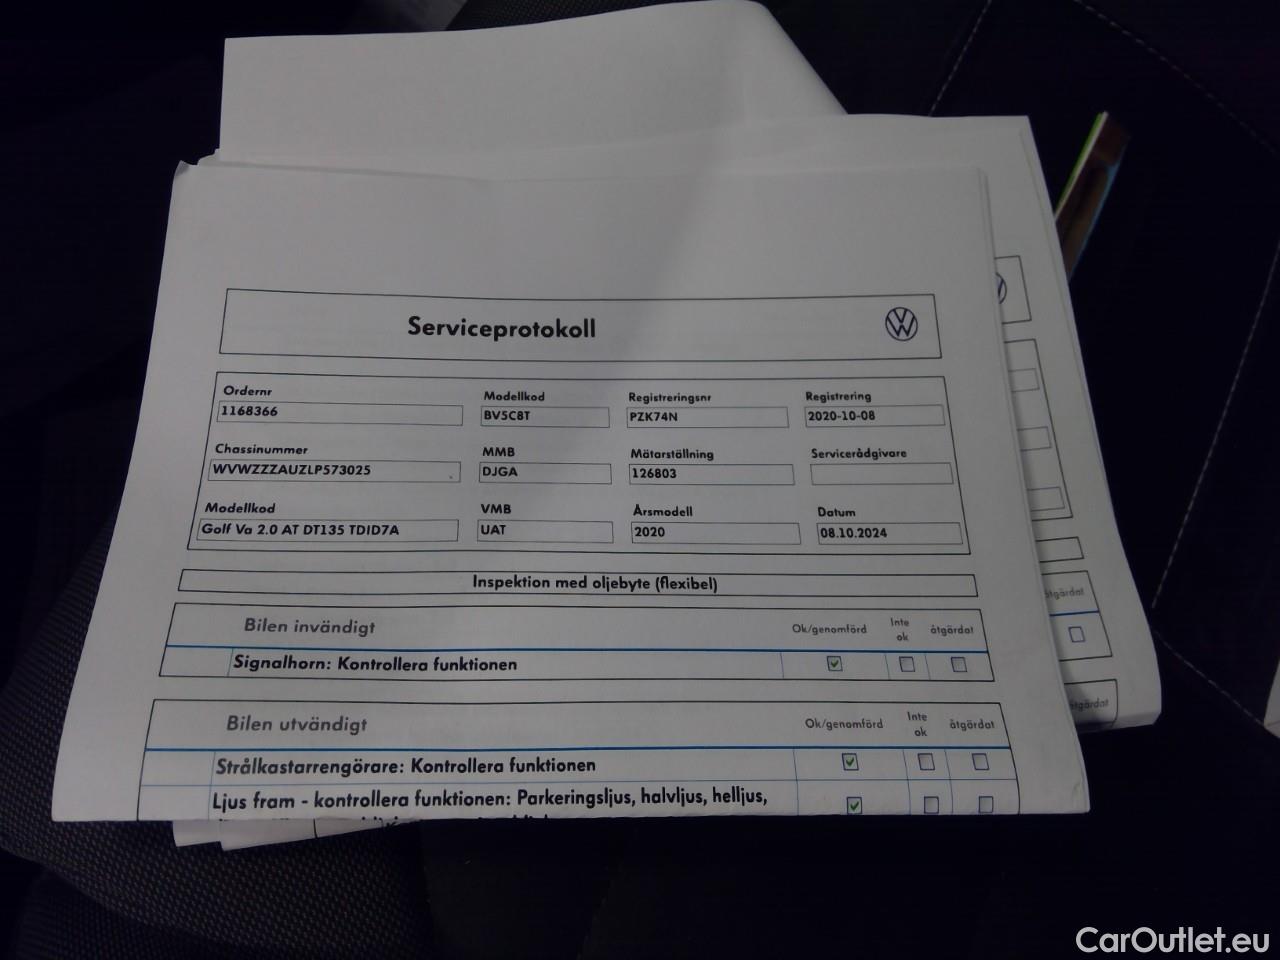 Serviceprotokoll
Ordernr Modellkod Registreringsnr Registrering
1168366 BV5C8T PZK74N 2020-10-08
Chassinummer MMB Mätarställning Servicerådgivare
WVWZZZAUZLP573025 DJGA 126803
Modellkod VMB Årsmodell Datum
Golf Va 2.0 AT DT135 TDID7A UAT 2020 08.10.2024
Inspektion med oljebyte (flexibel)
Bilen invändigt Ok/genomförd Inte ok åtgärdat
Signalhorn: Kontrollera funktionen
Bilen utvändigt Ok/genomförd Inte ok åtgärdat
Strålkastarrengörare: Kontrollera funktionen
Ljus fram - kontrollera funktionen: Parkeringsljus, halvljus, helljus,
åtgärdat
åtgärdat
CarOutlet.eu